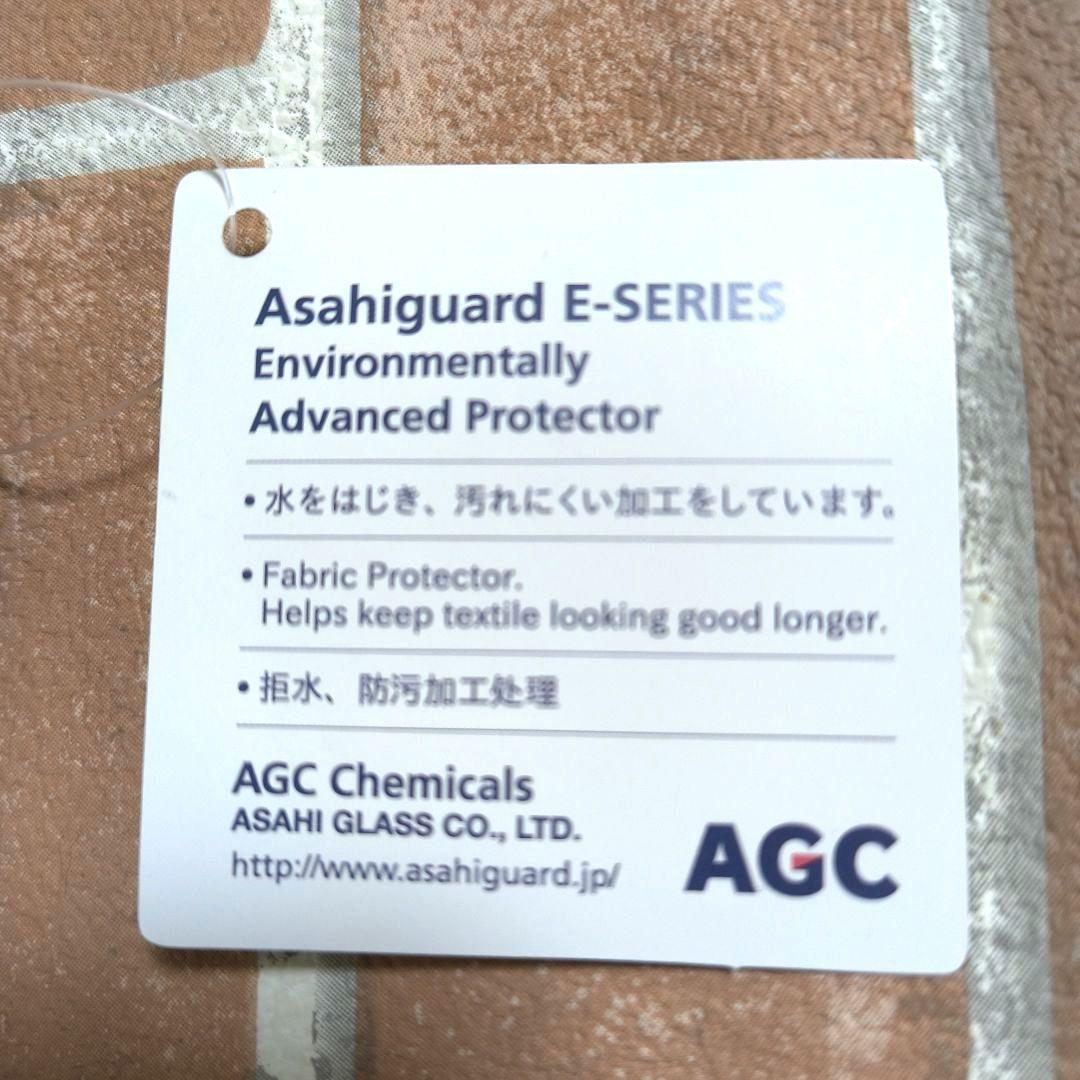 Asahiguard E-SERIES
Environmentally
Advanced Protector
• 水をはじき、汚れにくい加工をしています。
• Fabric Protector.
Helps keep textile looking good longer.
• 拒水、防污加工处理
AGC Chemicals
ASAHI GLASS CO., LTD.
http://www.asahiguard.jp/
AGC